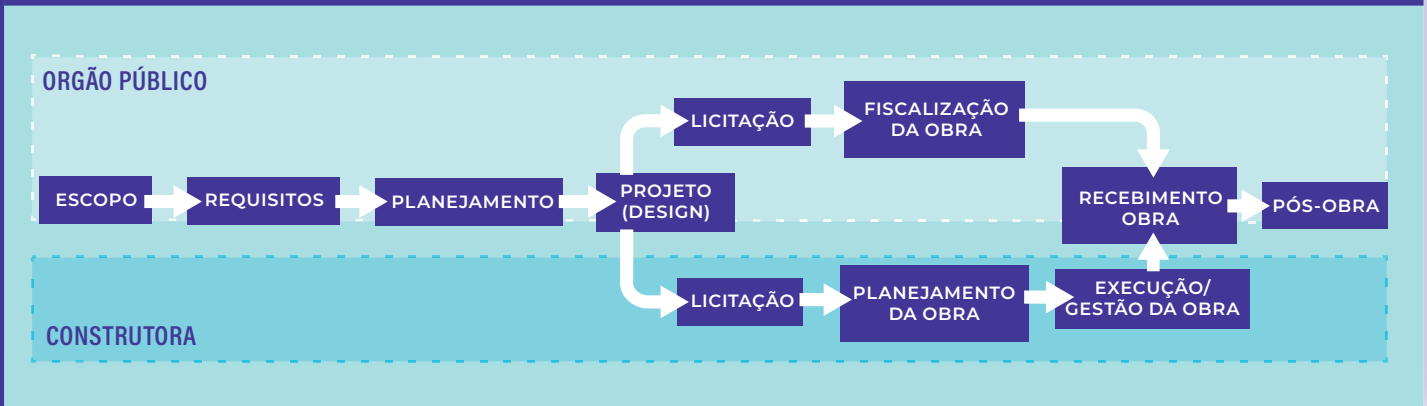 ORGÃO PÚBLICO
LICITAÇÃO
FISCALIZAÇÃO
DA OBRA
ESCOPO
REQUISITOS
PLANEJAMENTO
PROJETO
(DESIGN)
RECEBIMENTO
OBRA
PÓS-OBRA
CONSTRUTORA
LICITAÇÃO
PLANEJAMENTO
DA OBRA
EXECUÇÃO/
GESTÃO DA OBRA